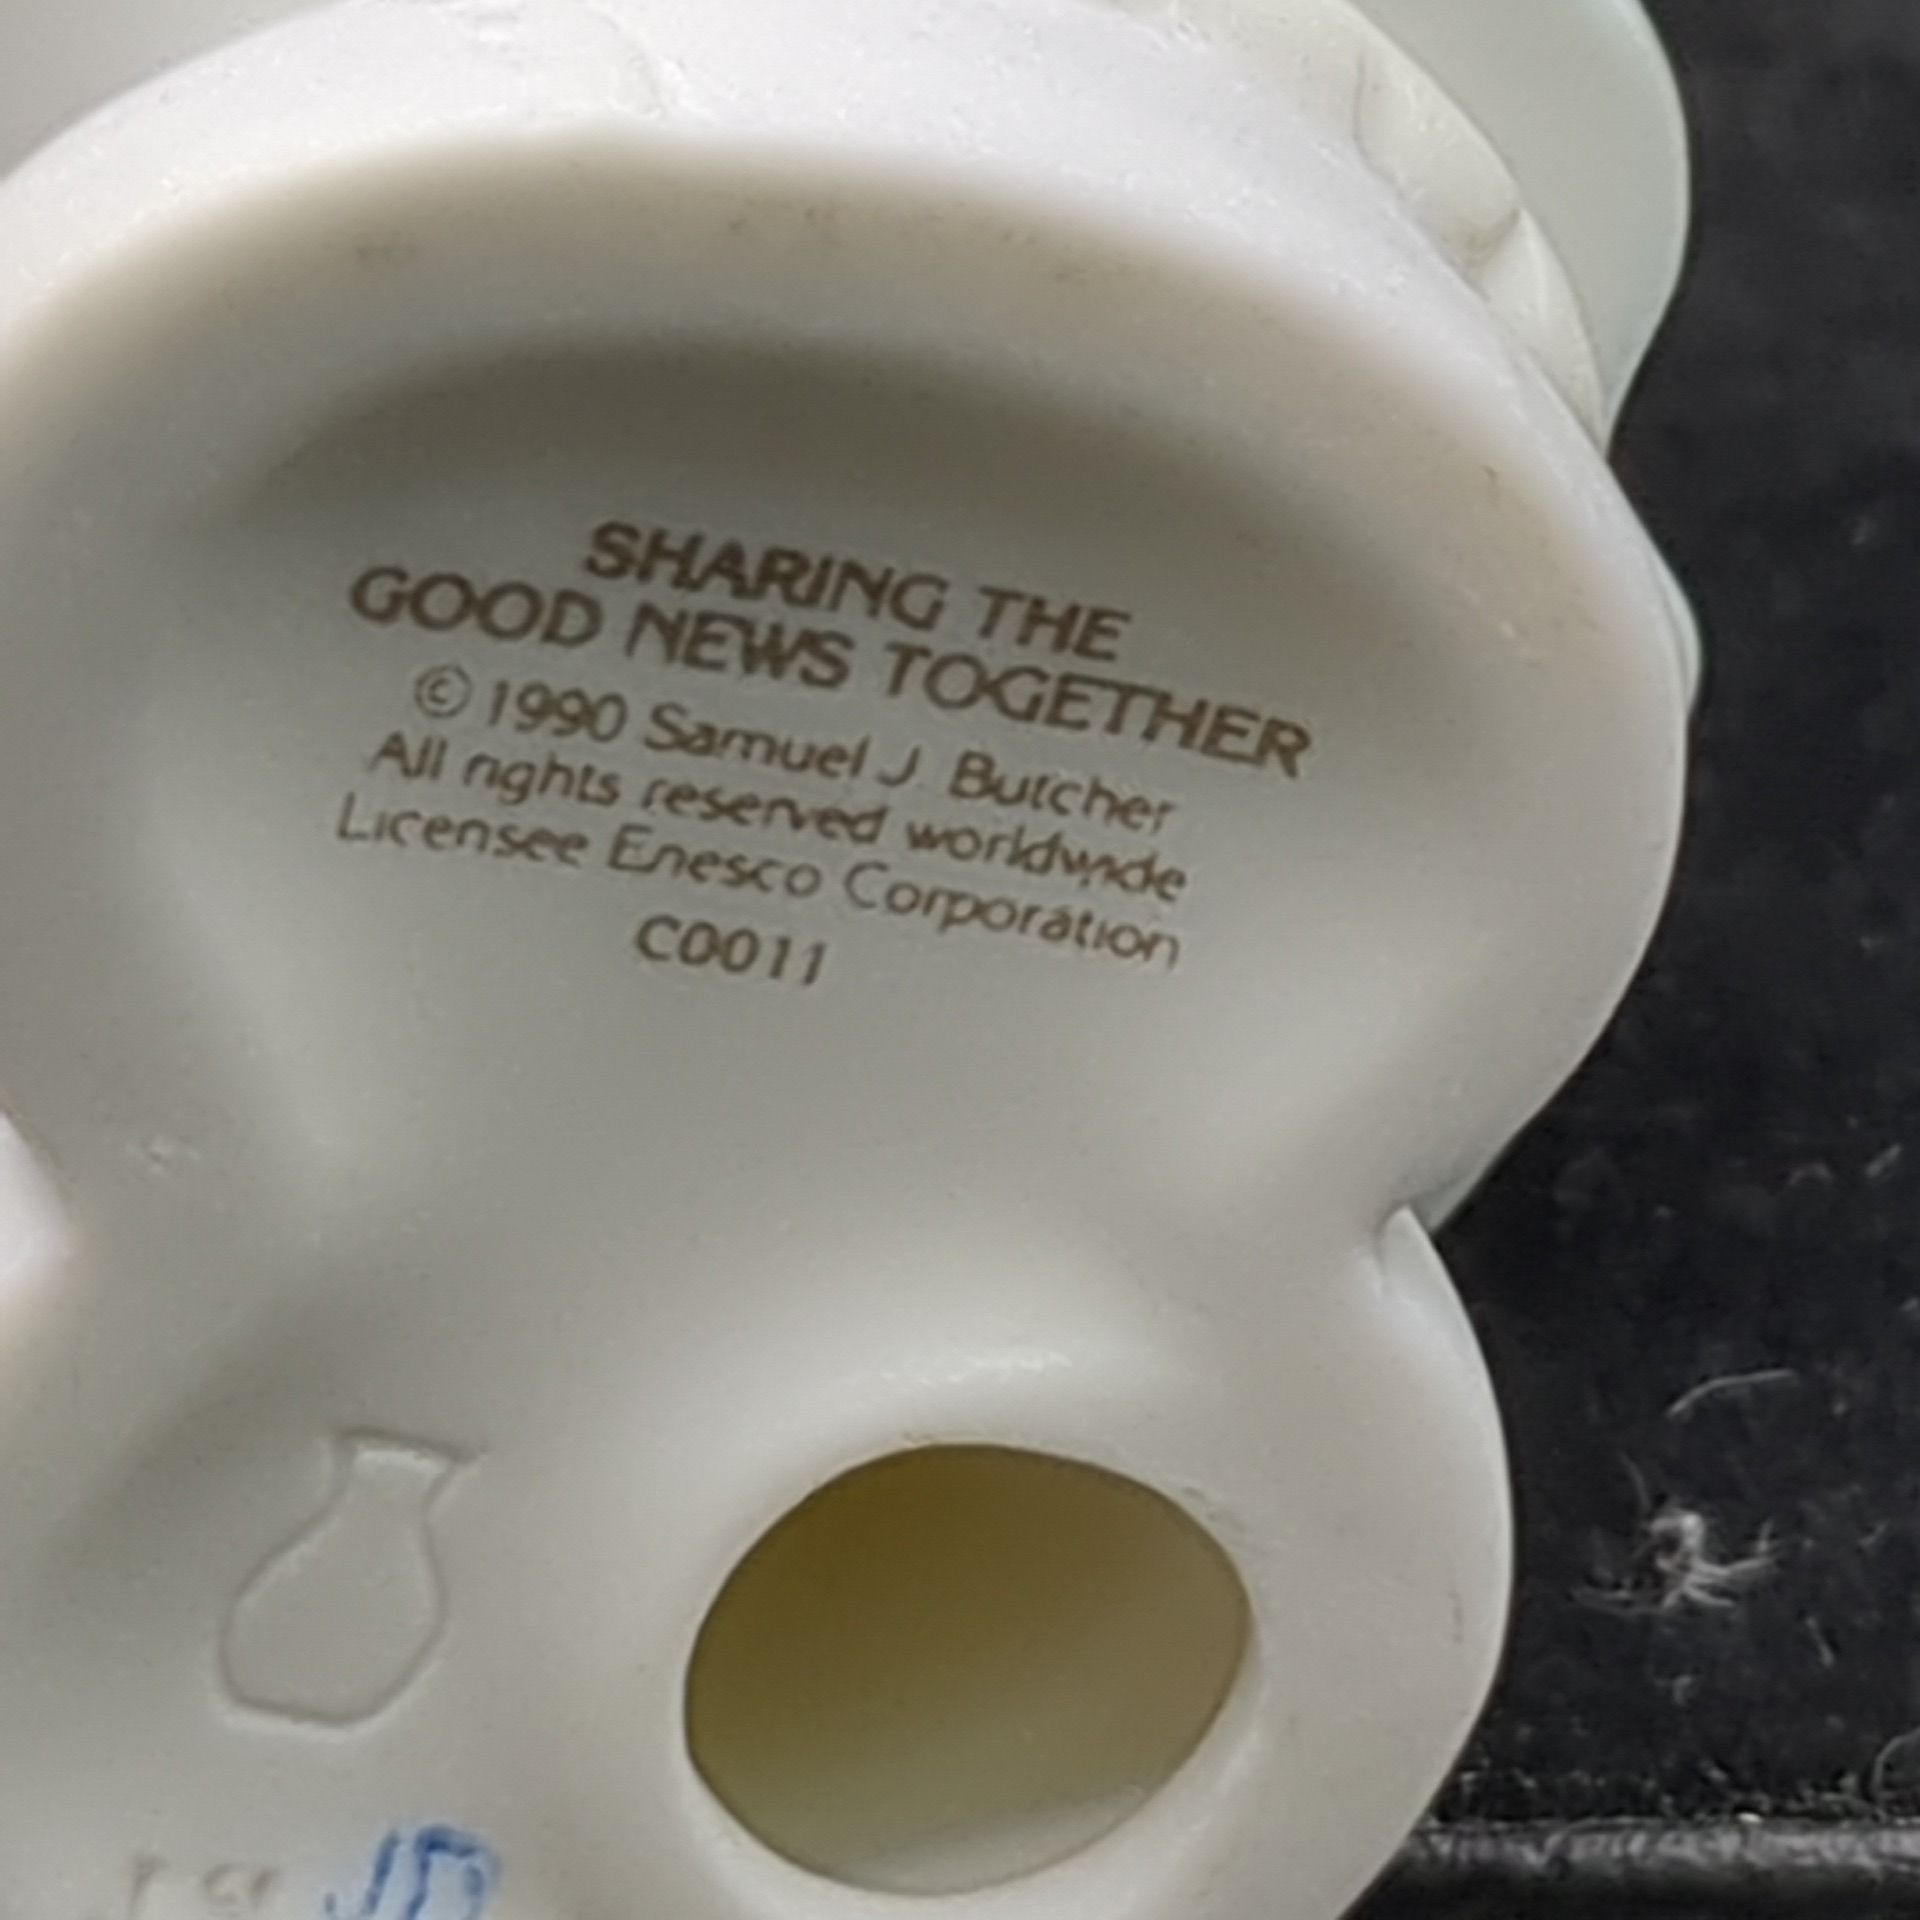 SHARING THE
GOOD NEWS TOGETHER
© 1990 Samuel J. Butcher
All rights reserved worldwide
Licensee Enesco Corporation
C0011